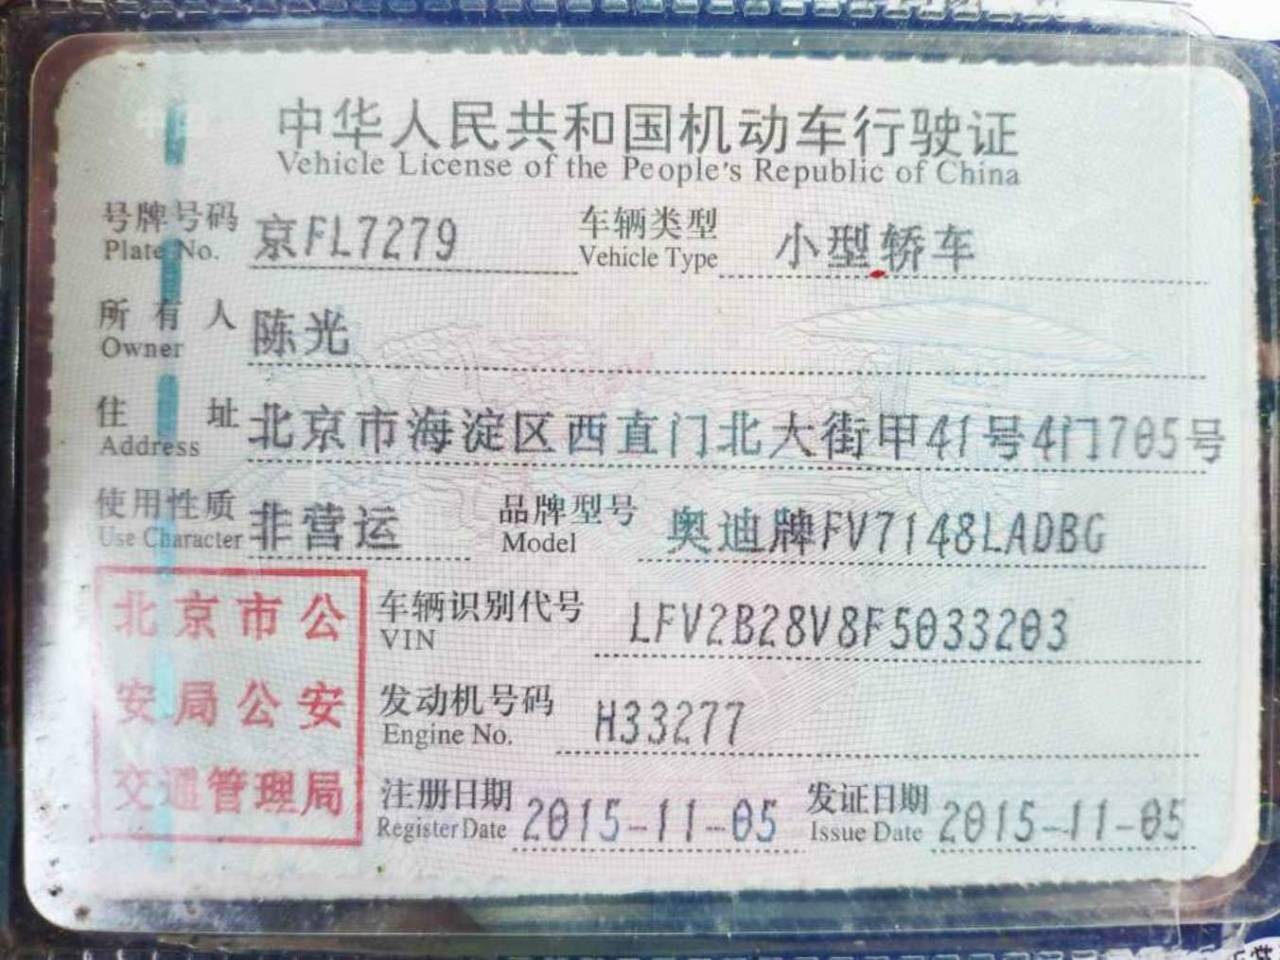 中国
中华人民共和国机动车行驶证
Vehicle License of the People's Republic of China
号牌号码 京FL7279 车辆类型 小型轿车
Plate No. Vehicle Type
所有人 陈光
Owner
住址 北京市海淀区西直门北大街甲41号4门705号
Address
使用性质 非营运 品牌型号 奥迪牌FV7148LADBG
Use Character Model
北京市公
安局公安
交通管理局
车辆识别代号 LFV2B28V8F5033203
VIN
发动机号码 H33277
Engine No.
注册日期 2015-11-05 发证日期 2015-11-05
Register Date Issue Date